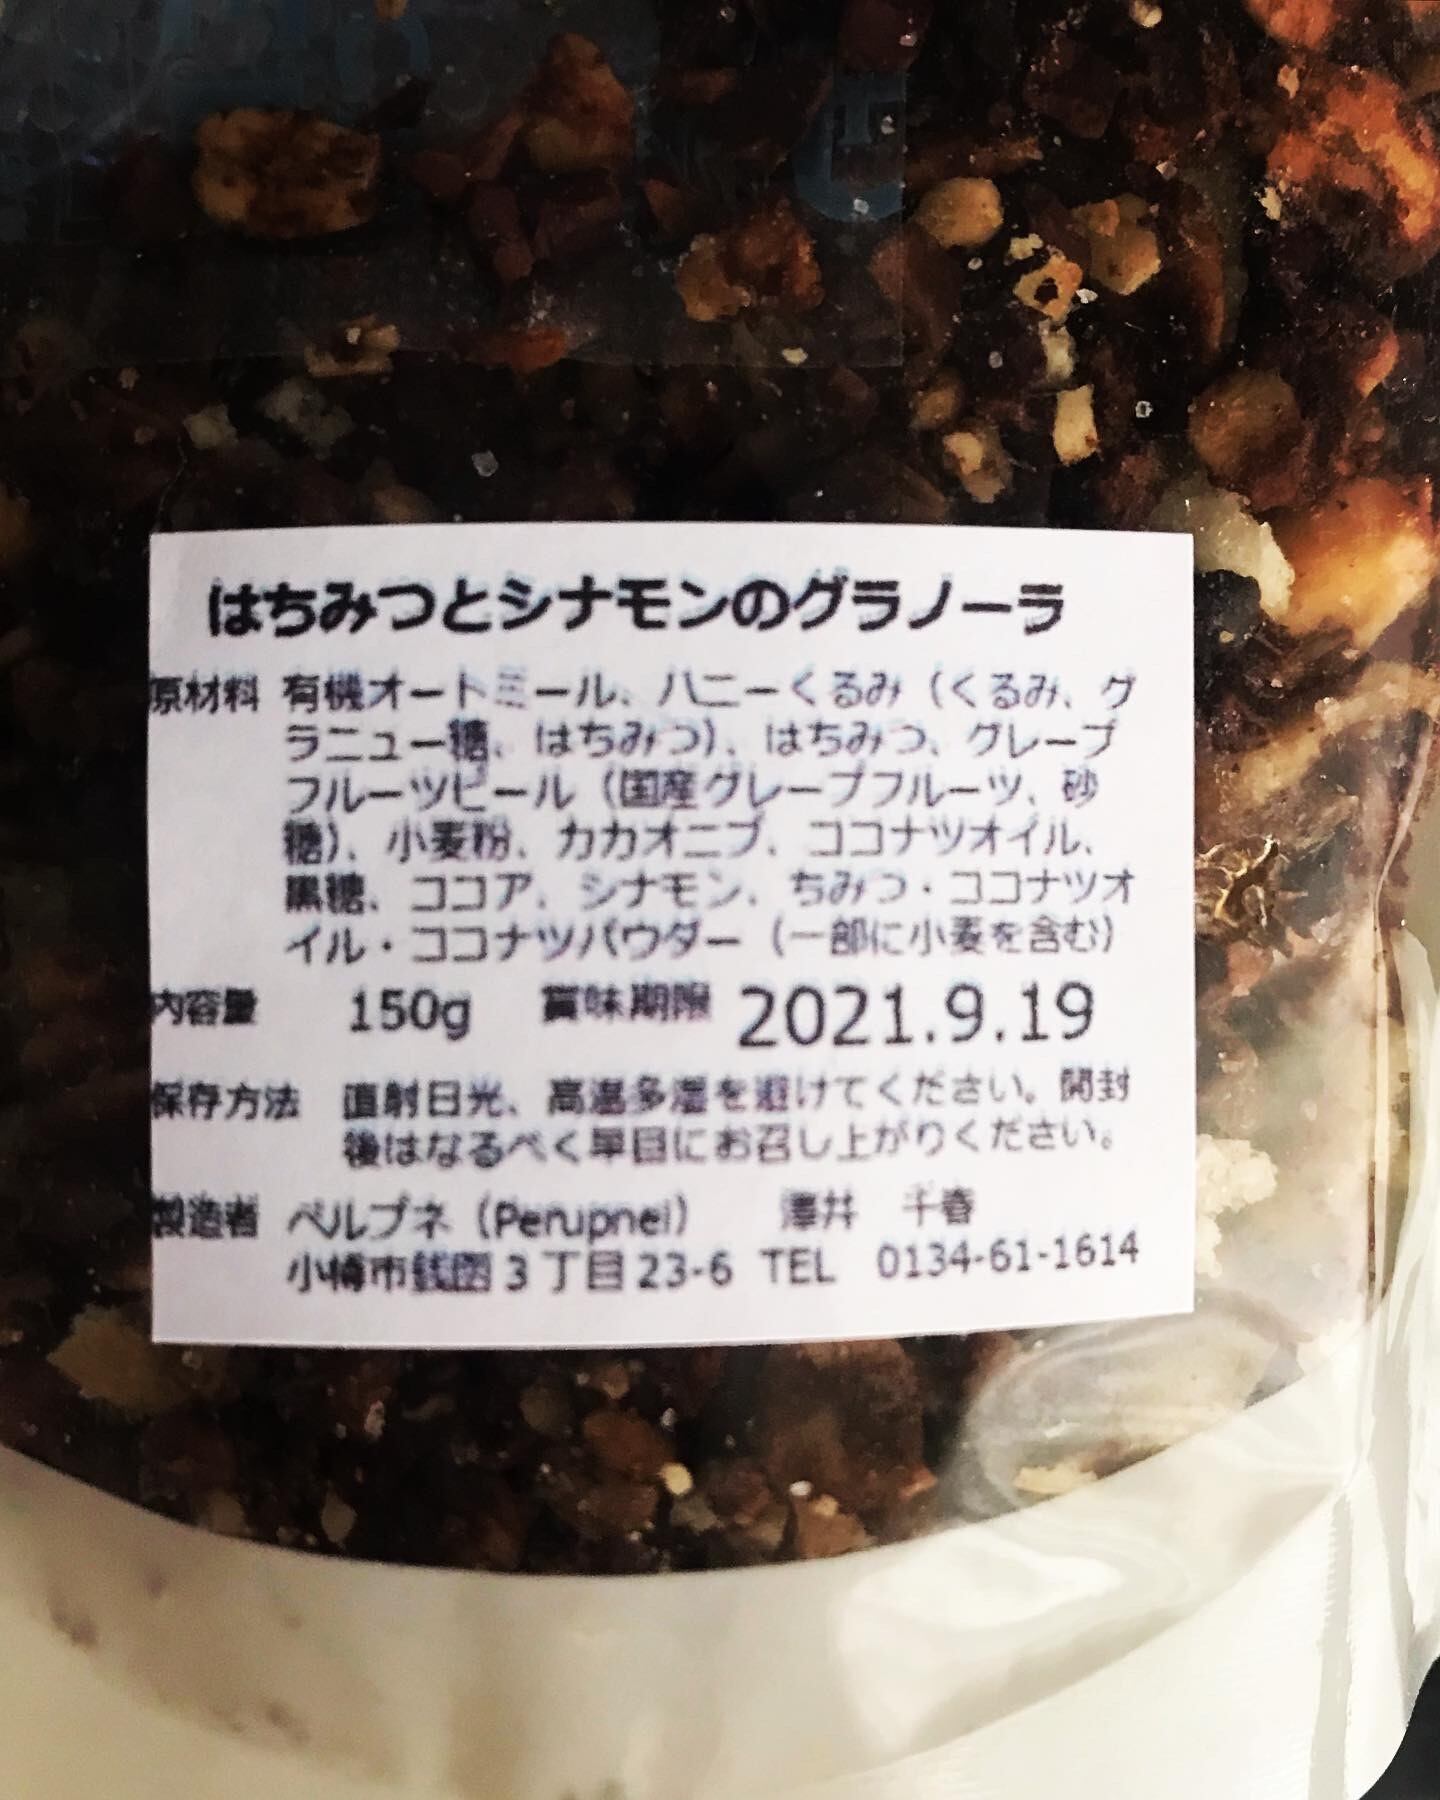 はちみつとシナモンのグラノーラ
原材料 有機オートミール、ハニーくるみ（くるみ、グ
ラニュー糖、はちみつ）、はちみつ、グレープ
フルーツピール（国産グレープフルーツ、砂
糖）、小麦粉、カカオニブ、ココナツオイル、
黒糖、ココア、シナモン、ちみつ・ココナツオ
イル・ココナツパウダー（一部に小麦を含む）
内容量 150g 賞味期限 2021.9.19
保存方法 直射日光、高温多湿を避けてください。開封
後はなるべく早目にお召し上がりください。
製造者 ペルプネ（Perupnei） 澤井 千春
小樽市銭函3丁目23-6 TEL 0134-61-1614